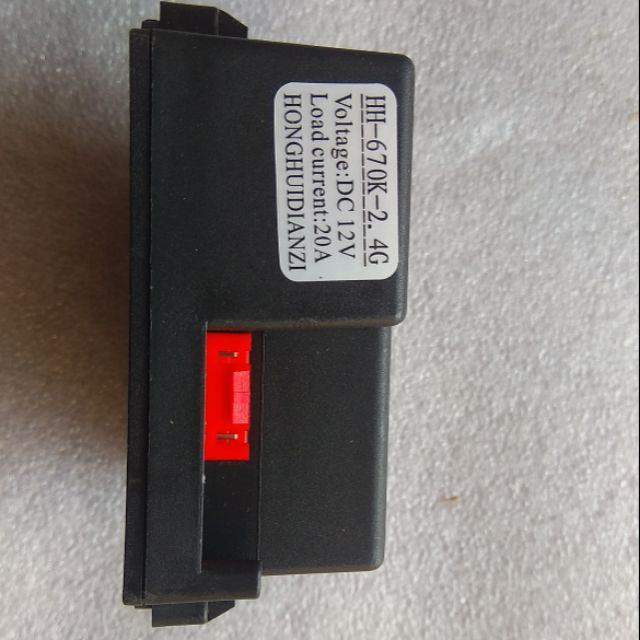 HH-670K-2.4G
Voltage:DC 12V
Load current:20A
HONGHUIDIANZI